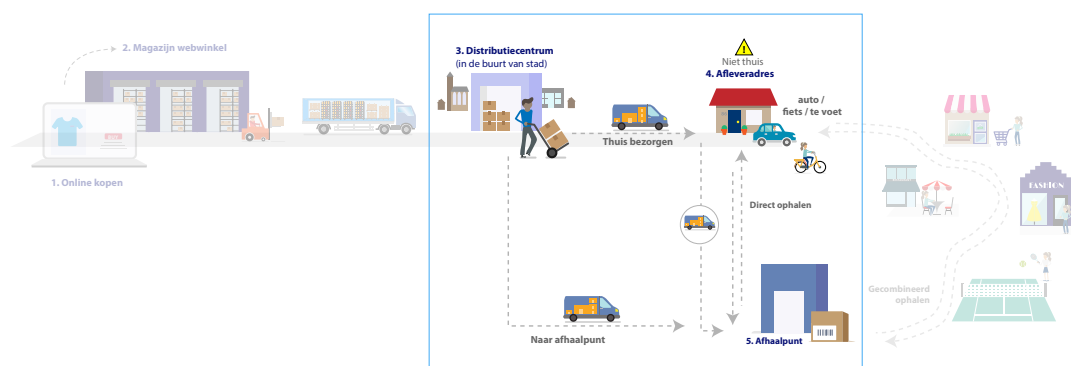 2. Magazijn webwinkel
1. Online kopen
3. Distributiecentrum
(in de buurt van stad)
Niet thuis
4. Afleveradres
auto /
fiets / te voet
Thuis bezorgen
Direct ophalen
FASHION
Gecombineerd
ophalen
Naar afhaalpunt
5. Afhaalpunt